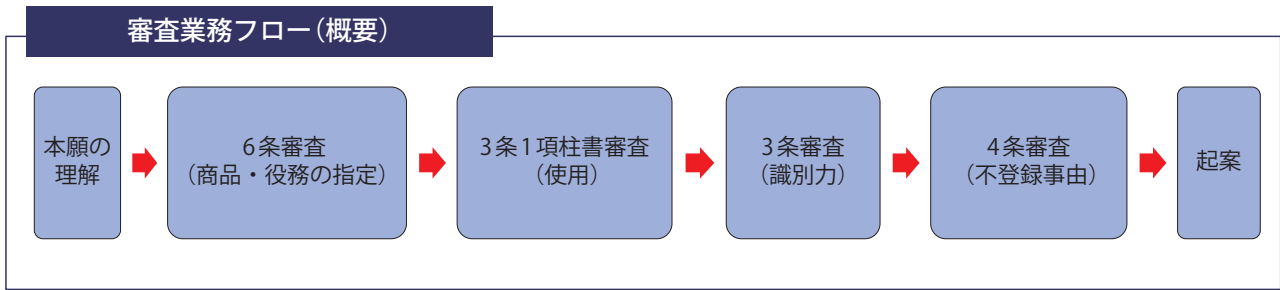 審査業務フロー（概要）
本願の
理解
6条審査
（商品・役務の指定）
3条1項柱書審査
（使用）
3条審査
（識別力）
4条審査
（不登録事由）
起案